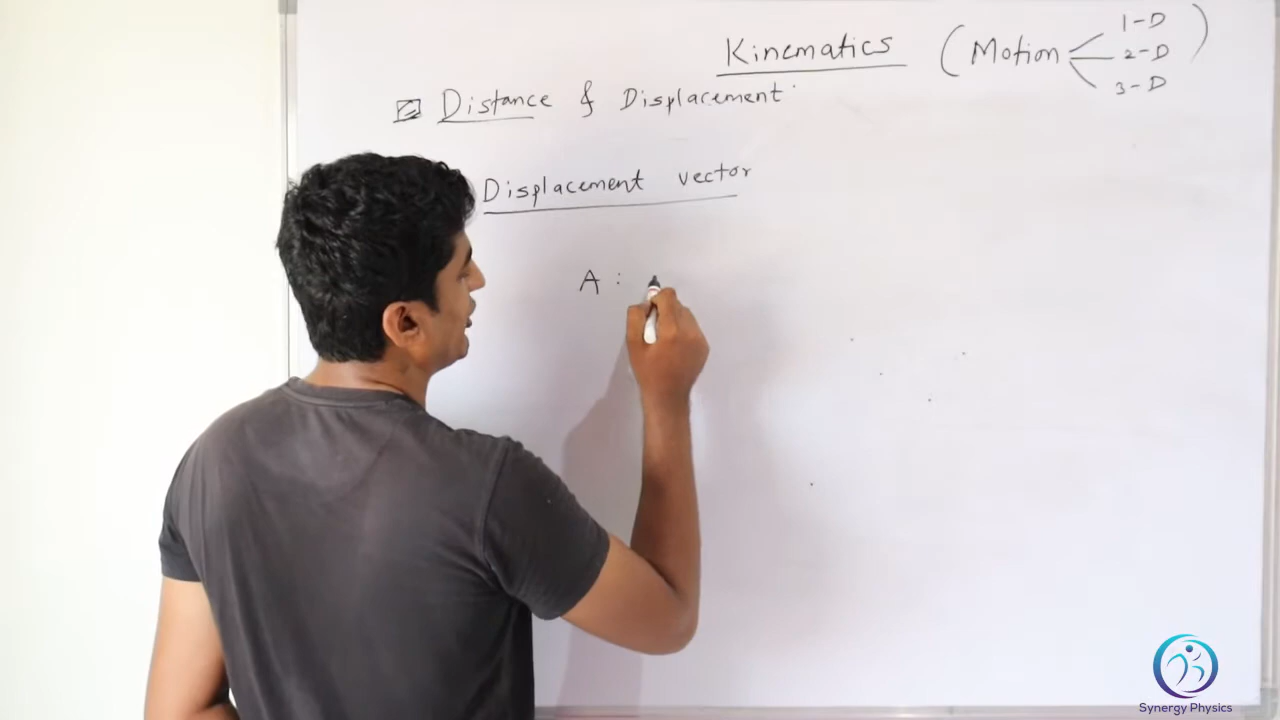 Kinematics (Motion 1-D
2-D
3-D)
Distance & Displacement
Displacement vector
A :
Synergy Physics